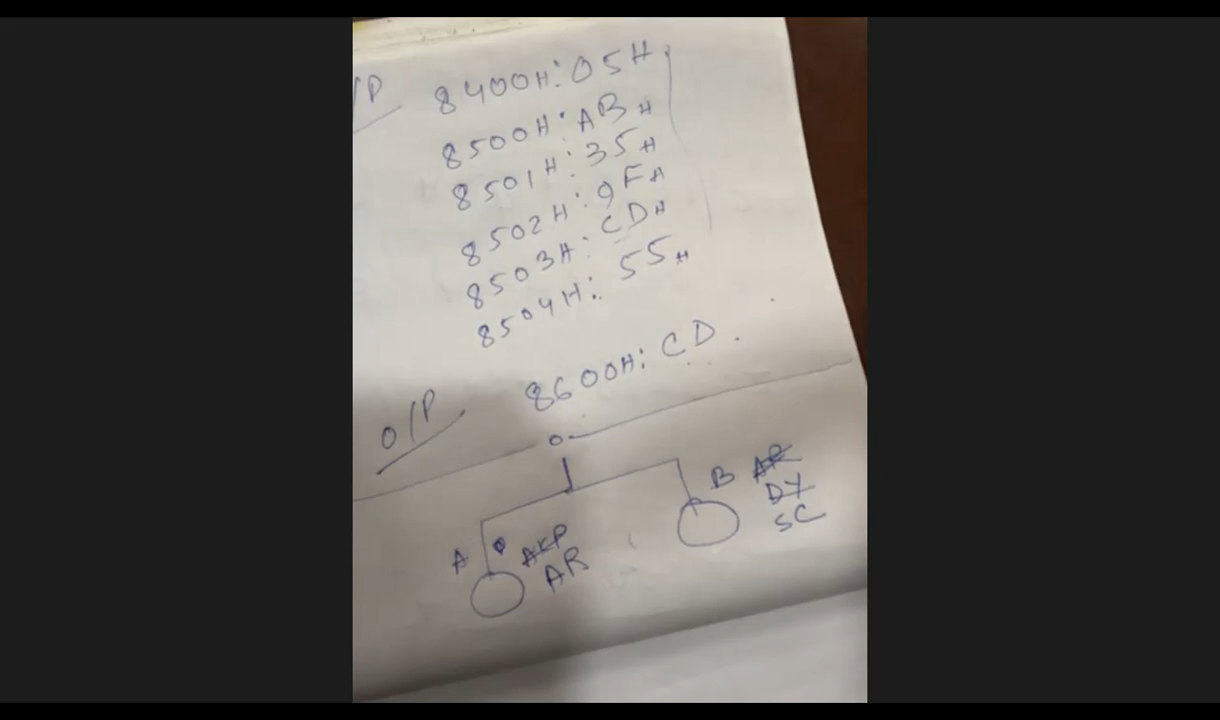 I/P 8400H: 05H
8500H: ABH
8501H: 35H
8502H: 9FH
8503H: CDH
8504H: 55H
O/P 8600H: CD.
A AKP
AR
B AR
DY
SC